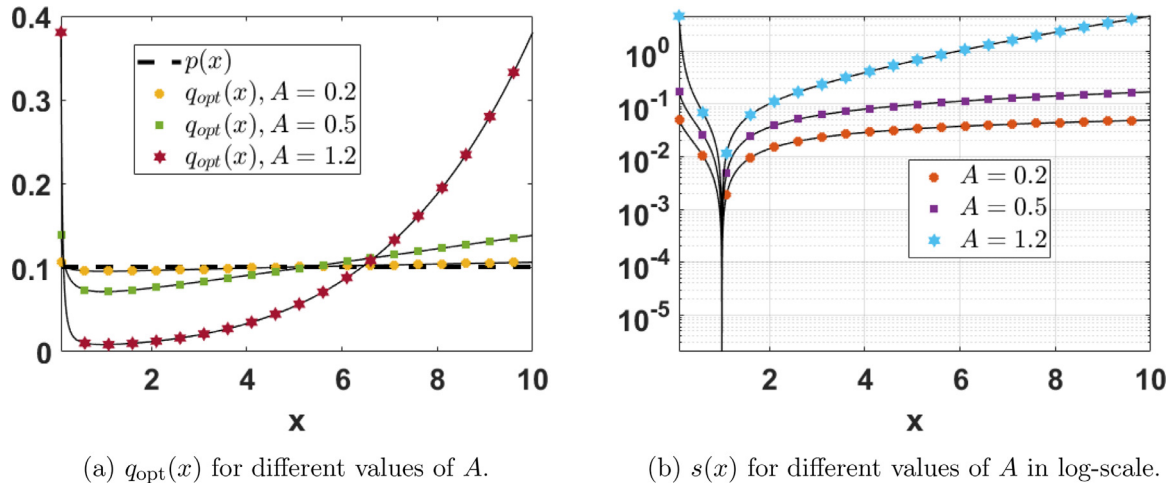 0.4
0.3
0.2
0.1
0
2
4
6
8
10
x
p(x)
q_opt(x), A = 0.2
q_opt(x), A = 0.5
q_opt(x), A = 1.2
(a) q_opt(x) for different values of A.
10^0
10^-1
10^-2
10^-3
10^-4
10^-5
2
4
6
8
10
x
A = 0.2
A = 0.5
A = 1.2
(b) s(x) for different values of A in log-scale.